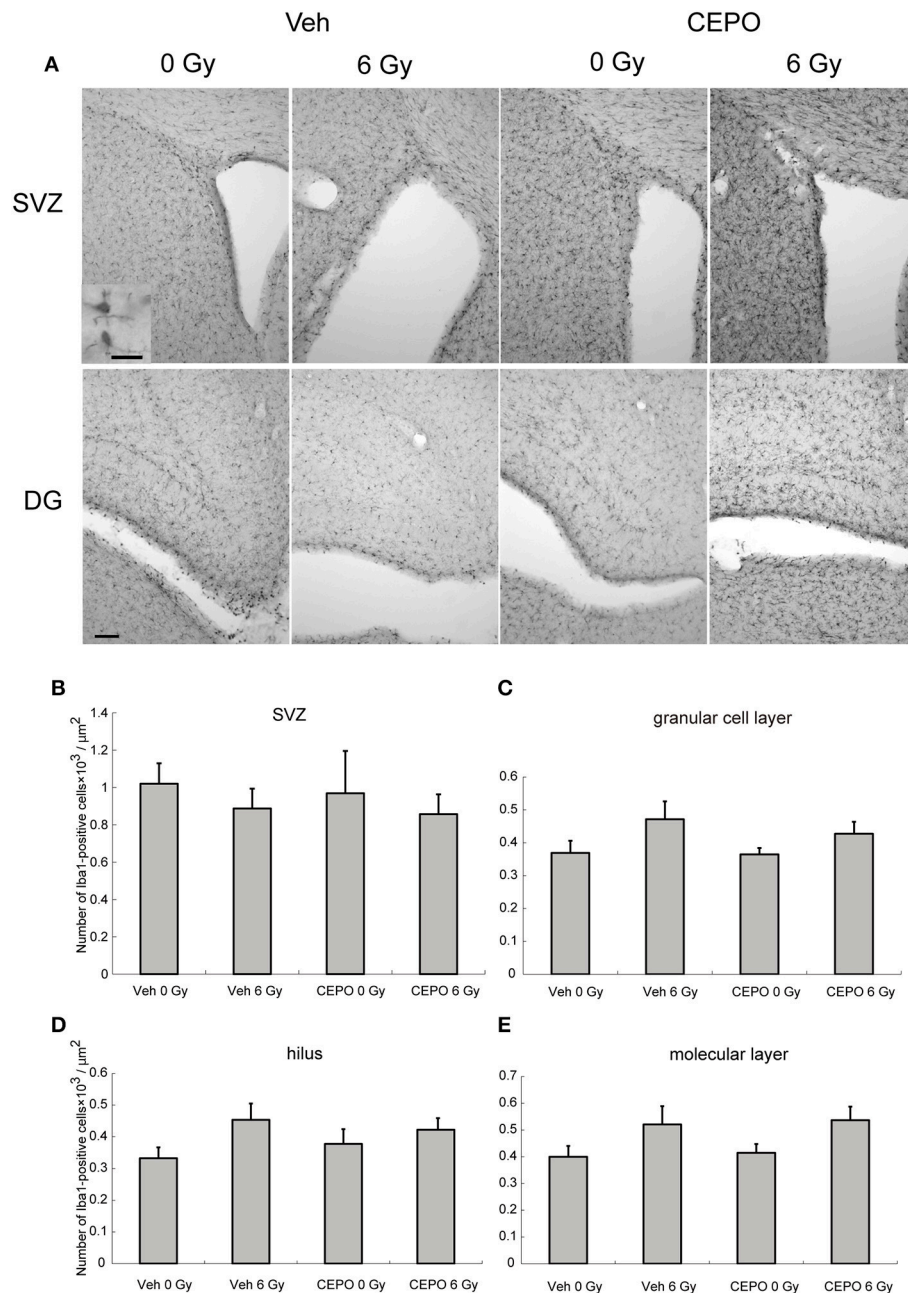 Veh CEPO
A 0 Gy 6 Gy 0 Gy 6 Gy
SVZ
DG
B
SVZ
Number of Iba1-positive cells×10³ / µm²
1.4
1.2
1
0.8
0.6
0.4
0.2
0
Veh 0 Gy Veh 6 Gy CEPO 0 Gy CEPO 6 Gy
C
granular cell layer
0.6
0.5
0.4
0.3
0.2
0.1
0
Veh 0 Gy Veh 6 Gy CEPO 0 Gy CEPO 6 Gy
D
hilus
Number of Iba1-positive cells×10³ / µm²
0.6
0.5
0.4
0.3
0.2
0.1
0
Veh 0 Gy Veh 6 Gy CEPO 0 Gy CEPO 6 Gy
E
molecular layer
0.7
0.6
0.5
0.4
0.3
0.2
0.1
0
Veh 0 Gy Veh 6 Gy CEPO 0 Gy CEPO 6 Gy